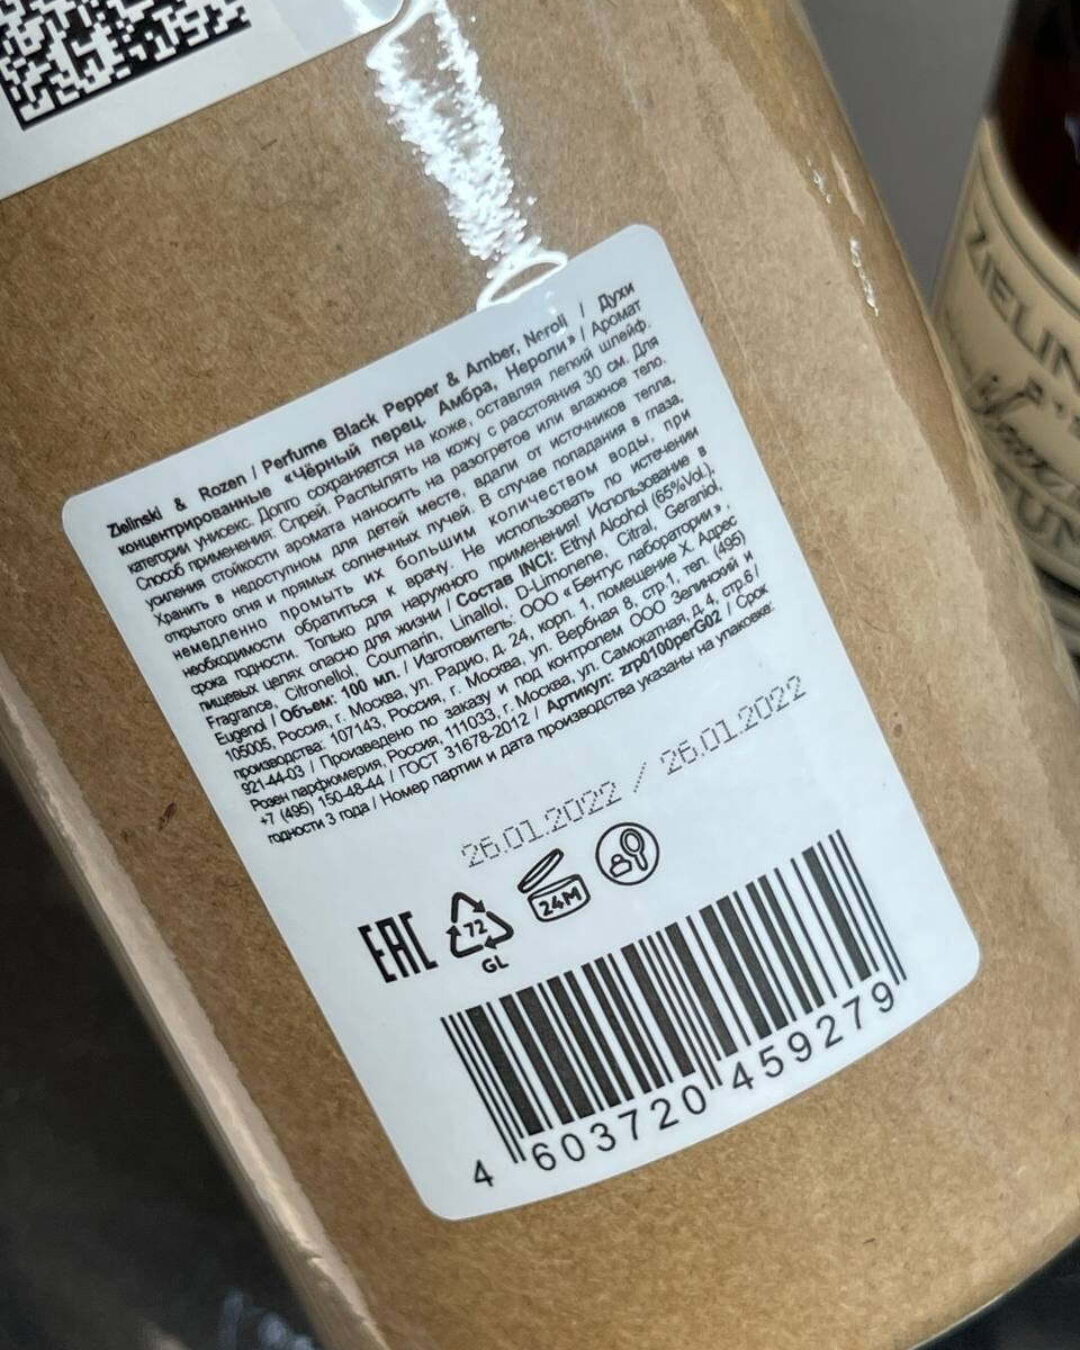 Zielinski & Rozen / Perfume Black Pepper & Amber, Neroli / Духи
концентрированные «Чёрный перец. Амбра, Нероли» / Аромат
категории унисекс. Долго сохраняется на коже, оставляя легкий шлейф.
Способ применения: Спрей. Распылять на кожу с расстояния 30 см. Для
усиления стойкости аромата наносить на разогретое или влажное тело.
Хранить в недоступном для детей месте, вдали от источников тепла,
открытого огня и прямых солнечных лучей. В случае попадания в глаза,
немедленно промыть их большим количеством воды, при
необходимости обратиться к врачу. Не использовать по истечении
срока годности. Только для наружного применения! Использование в
пищевых целях опасно для жизни / Состав INCI: Ethyl Alcohol (65%Vol.),
Fragrance, Citronellol, Coumarin, Linallol, D-Limonene, Citral, Geraniol,
Eugenol / Объем: 100 мл. / Изготовитель: ООО «Бентус лаборатории»,
105005, Россия, г. Москва, ул. Радио, д. 24, корп. 1, помещение X. Адрес
производства: 107143, Россия, г. Москва, ул. Вербная 8, стр.1, тел. (495)
921-44-03 / Произведено по заказу и под контролем ООО Зелинский и
Розен парфюмерия, Россия, 111033, г. Москва, ул. Самокатная, д. 4, стр.6 /
+7 (495) 150-48-44 / ГОСТ 31678-2012 / Артикул: zrp0100perG02 / Срок
годности 3 года / Номер партии и дата производства указаны на упаковке:
26.01.2022 / 26.01.2022
EAC 72 24M
GL
4 603720 459279
ZIELIN